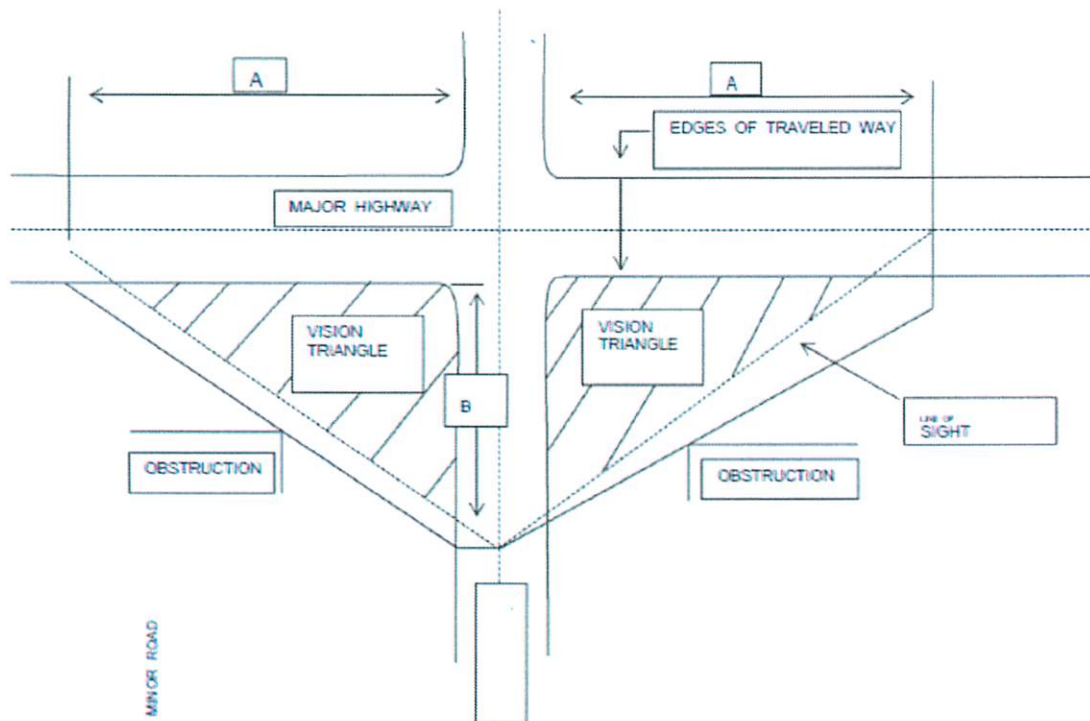 A
A
EDGES OF TRAVELED WAY
MAJOR HIGHWAY
VISION
TRIANGLE
VISION
TRIANGLE
B
LINE OF
SIGHT
OBSTRUCTION
OBSTRUCTION
MINOR ROAD